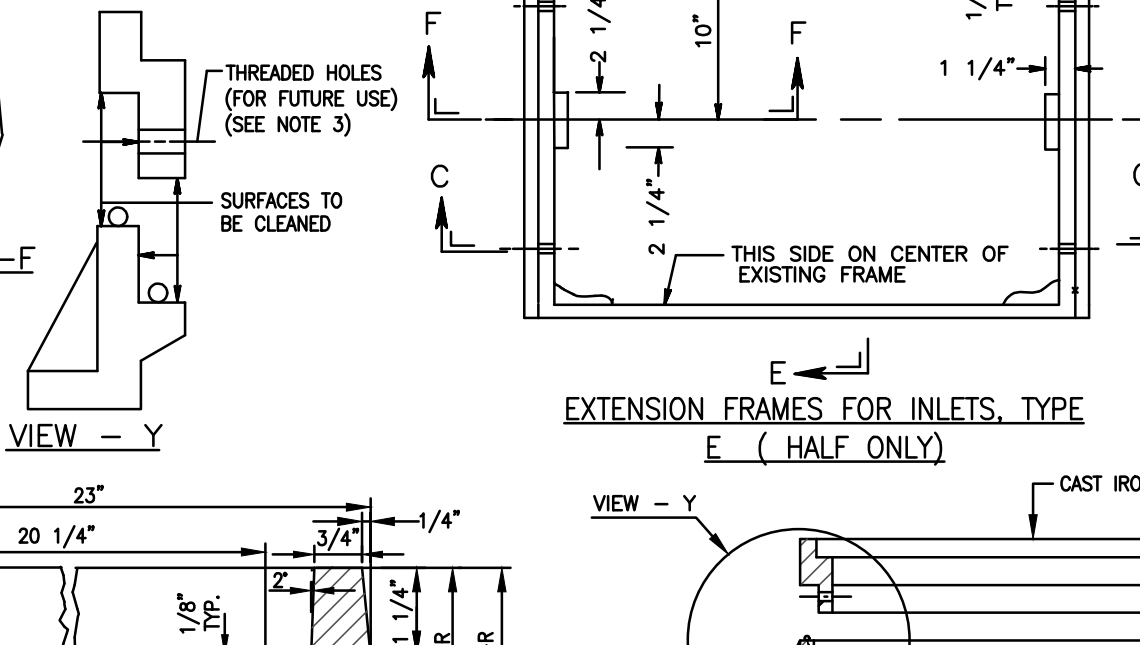 F
2 1/4"
10"
F
1/
T
1 1/4"
THREADED HOLES
(FOR FUTURE USE)
(SEE NOTE 3)
C
2 1/4"
SURFACES TO
BE CLEANED
-F
THIS SIDE ON CENTER OF
EXISTING FRAME
E
EXTENSION FRAMES FOR INLETS, TYPE
E ( HALF ONLY)
VIEW - Y
23"
20 1/4"
3/4"
1/4"
2°
1/8"
TYP.
1 1/4"
R
R
VIEW - Y
CAST IRO